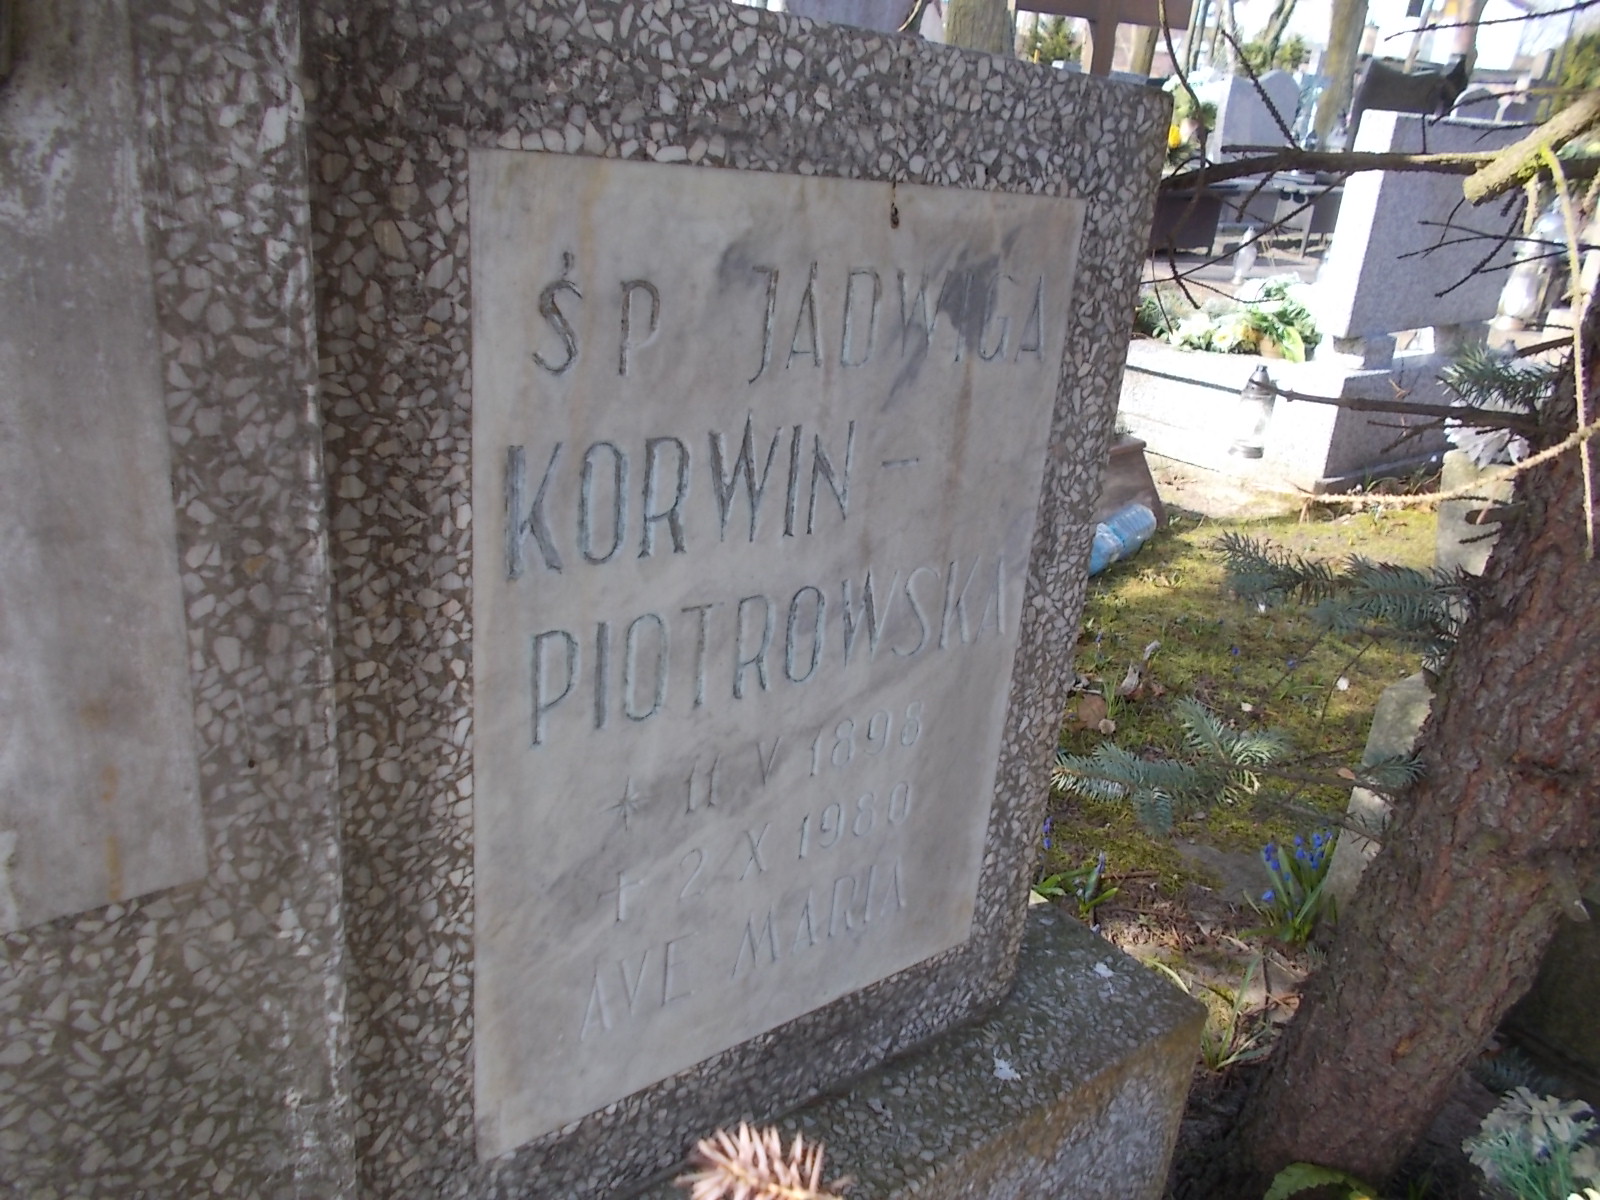 ŚP JADWIGA
KORWIN-
PIOTROWSKA
* 11 V 1898
+ 2 X 1980
AVE MARIA